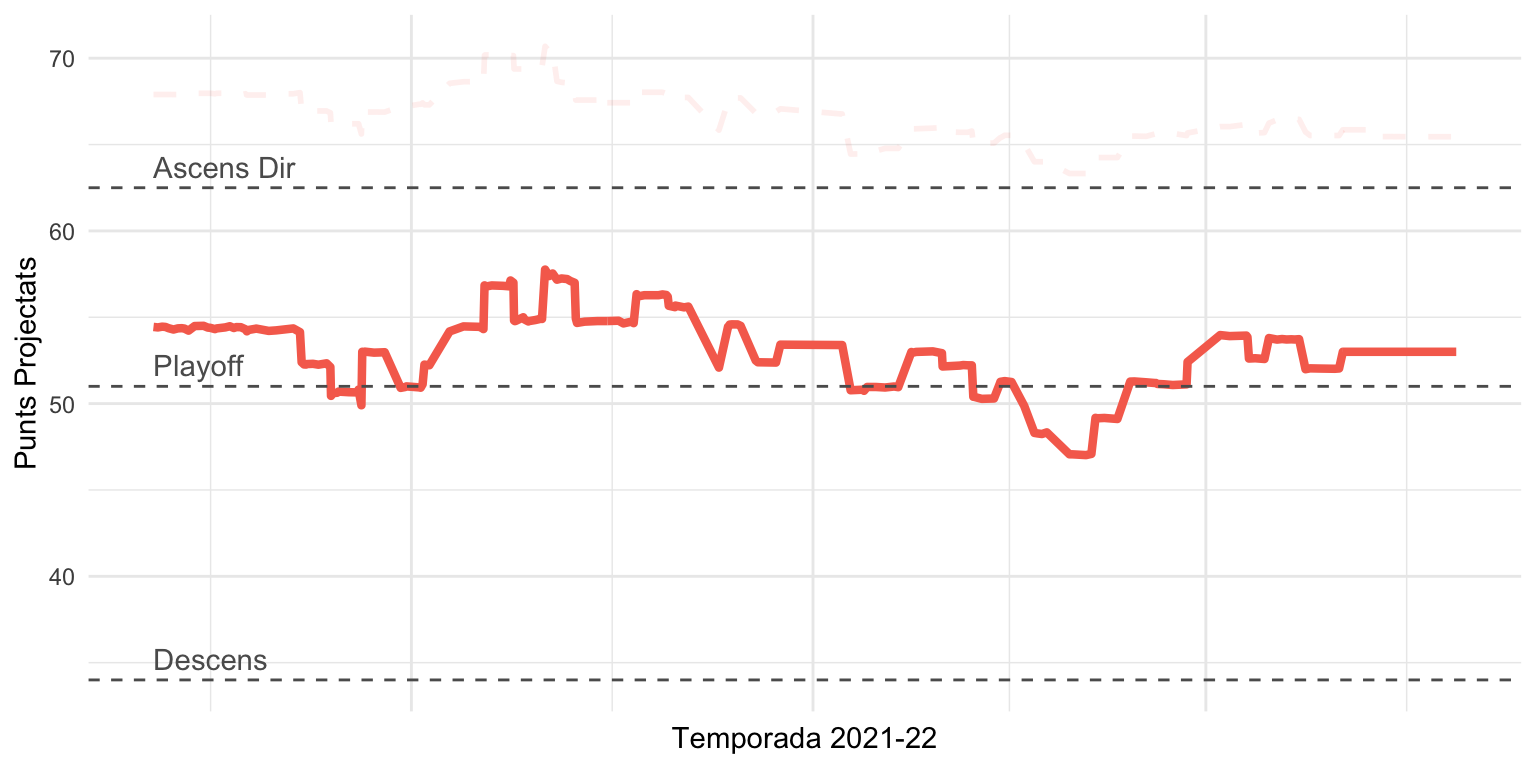 70
Ascens Dir
60
Playoff
50
40
Descens
Punts Projectats
Temporada 2021-22